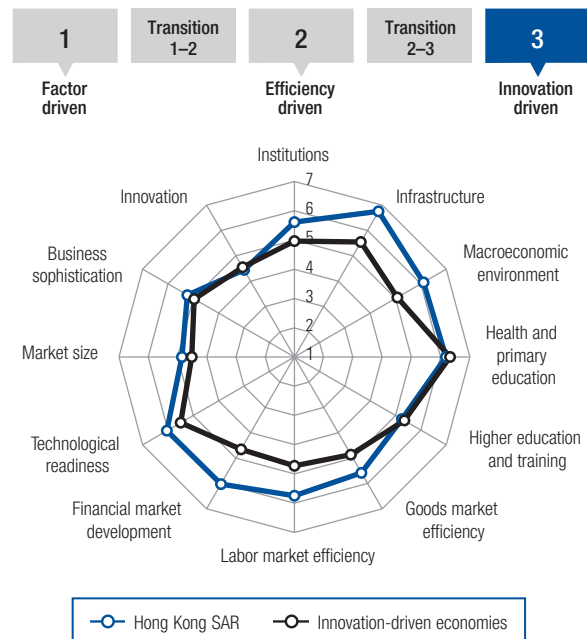 1
Transition
1–2
2
Transition
2–3
3
Factor
driven
Efficiency
driven
Innovation
driven
Institutions
Innovation
Infrastructure
Business
sophistication
Macroeconomic
environment
Market size
Health and
primary
education
Technological
readiness
Higher education
and training
Financial market
development
Goods market
efficiency
Labor market efficiency
7
6
5
4
3
2
1
Hong Kong SAR
Innovation-driven economies